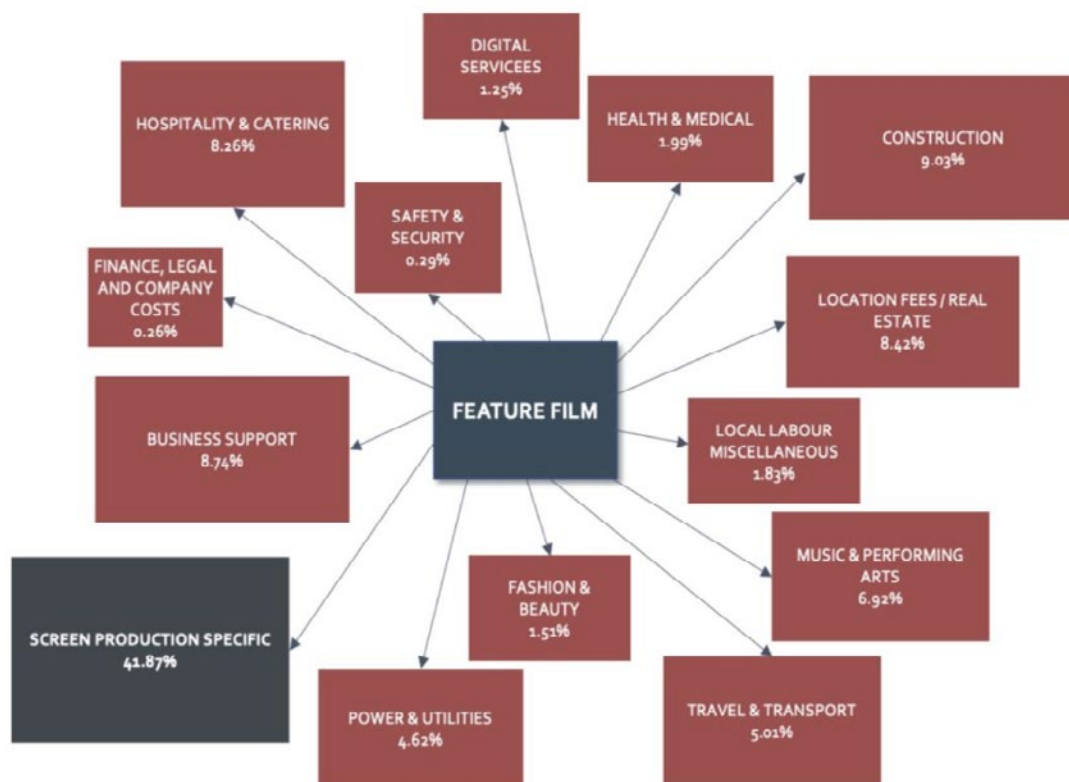 DIGITAL
SERVICEES
1.25%
HOSPITALITY & CATERING
8.26%
HEALTH & MEDICAL
1.99%
CONSTRUCTION
9.03%
SAFETY &
SECURITY
0.29%
FINANCE, LEGAL
AND COMPANY
COSTS
0.26%
LOCATION FEES / REAL
ESTATE
8.42%
FEATURE FILM
BUSINESS SUPPORT
8.74%
LOCAL LABOUR
MISCELLANEOUS
1.83%
MUSIC & PERFORMING
ARTS
6.92%
FASHION &
BEAUTY
1.51%
SCREEN PRODUCTION SPECIFIC
41.87%
POWER & UTILITIES
4.62%
TRAVEL & TRANSPORT
5.01%